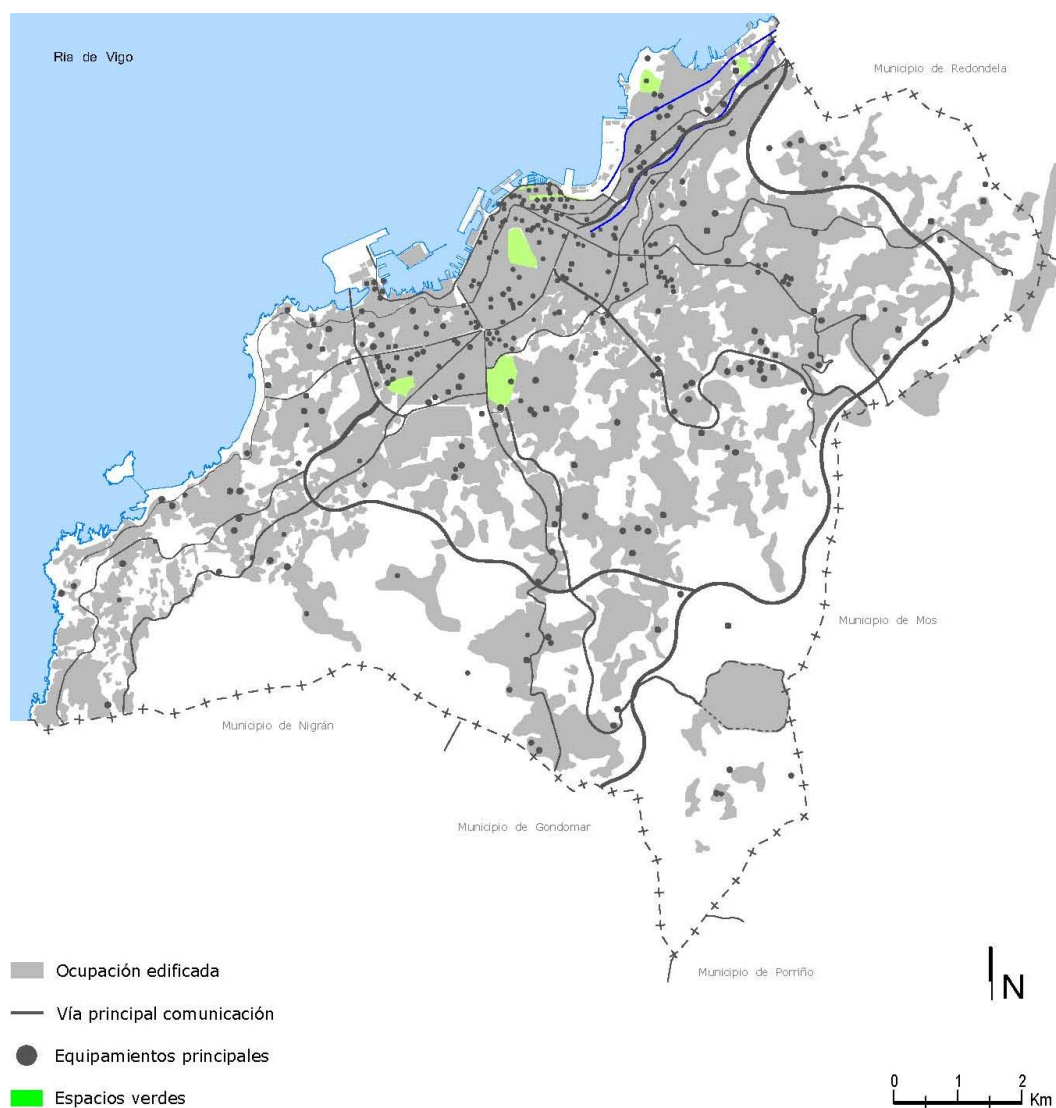 Ria de Vigo
Municipio de Redondela
Municipio de Mos
Municipio de Nigrán
Municipio de Gondomar
Municipio de Porriño
Ocupación edificada
Vía principal comunicación
Equipamientos principales
Espacios verdes
N
0 1 2
Km